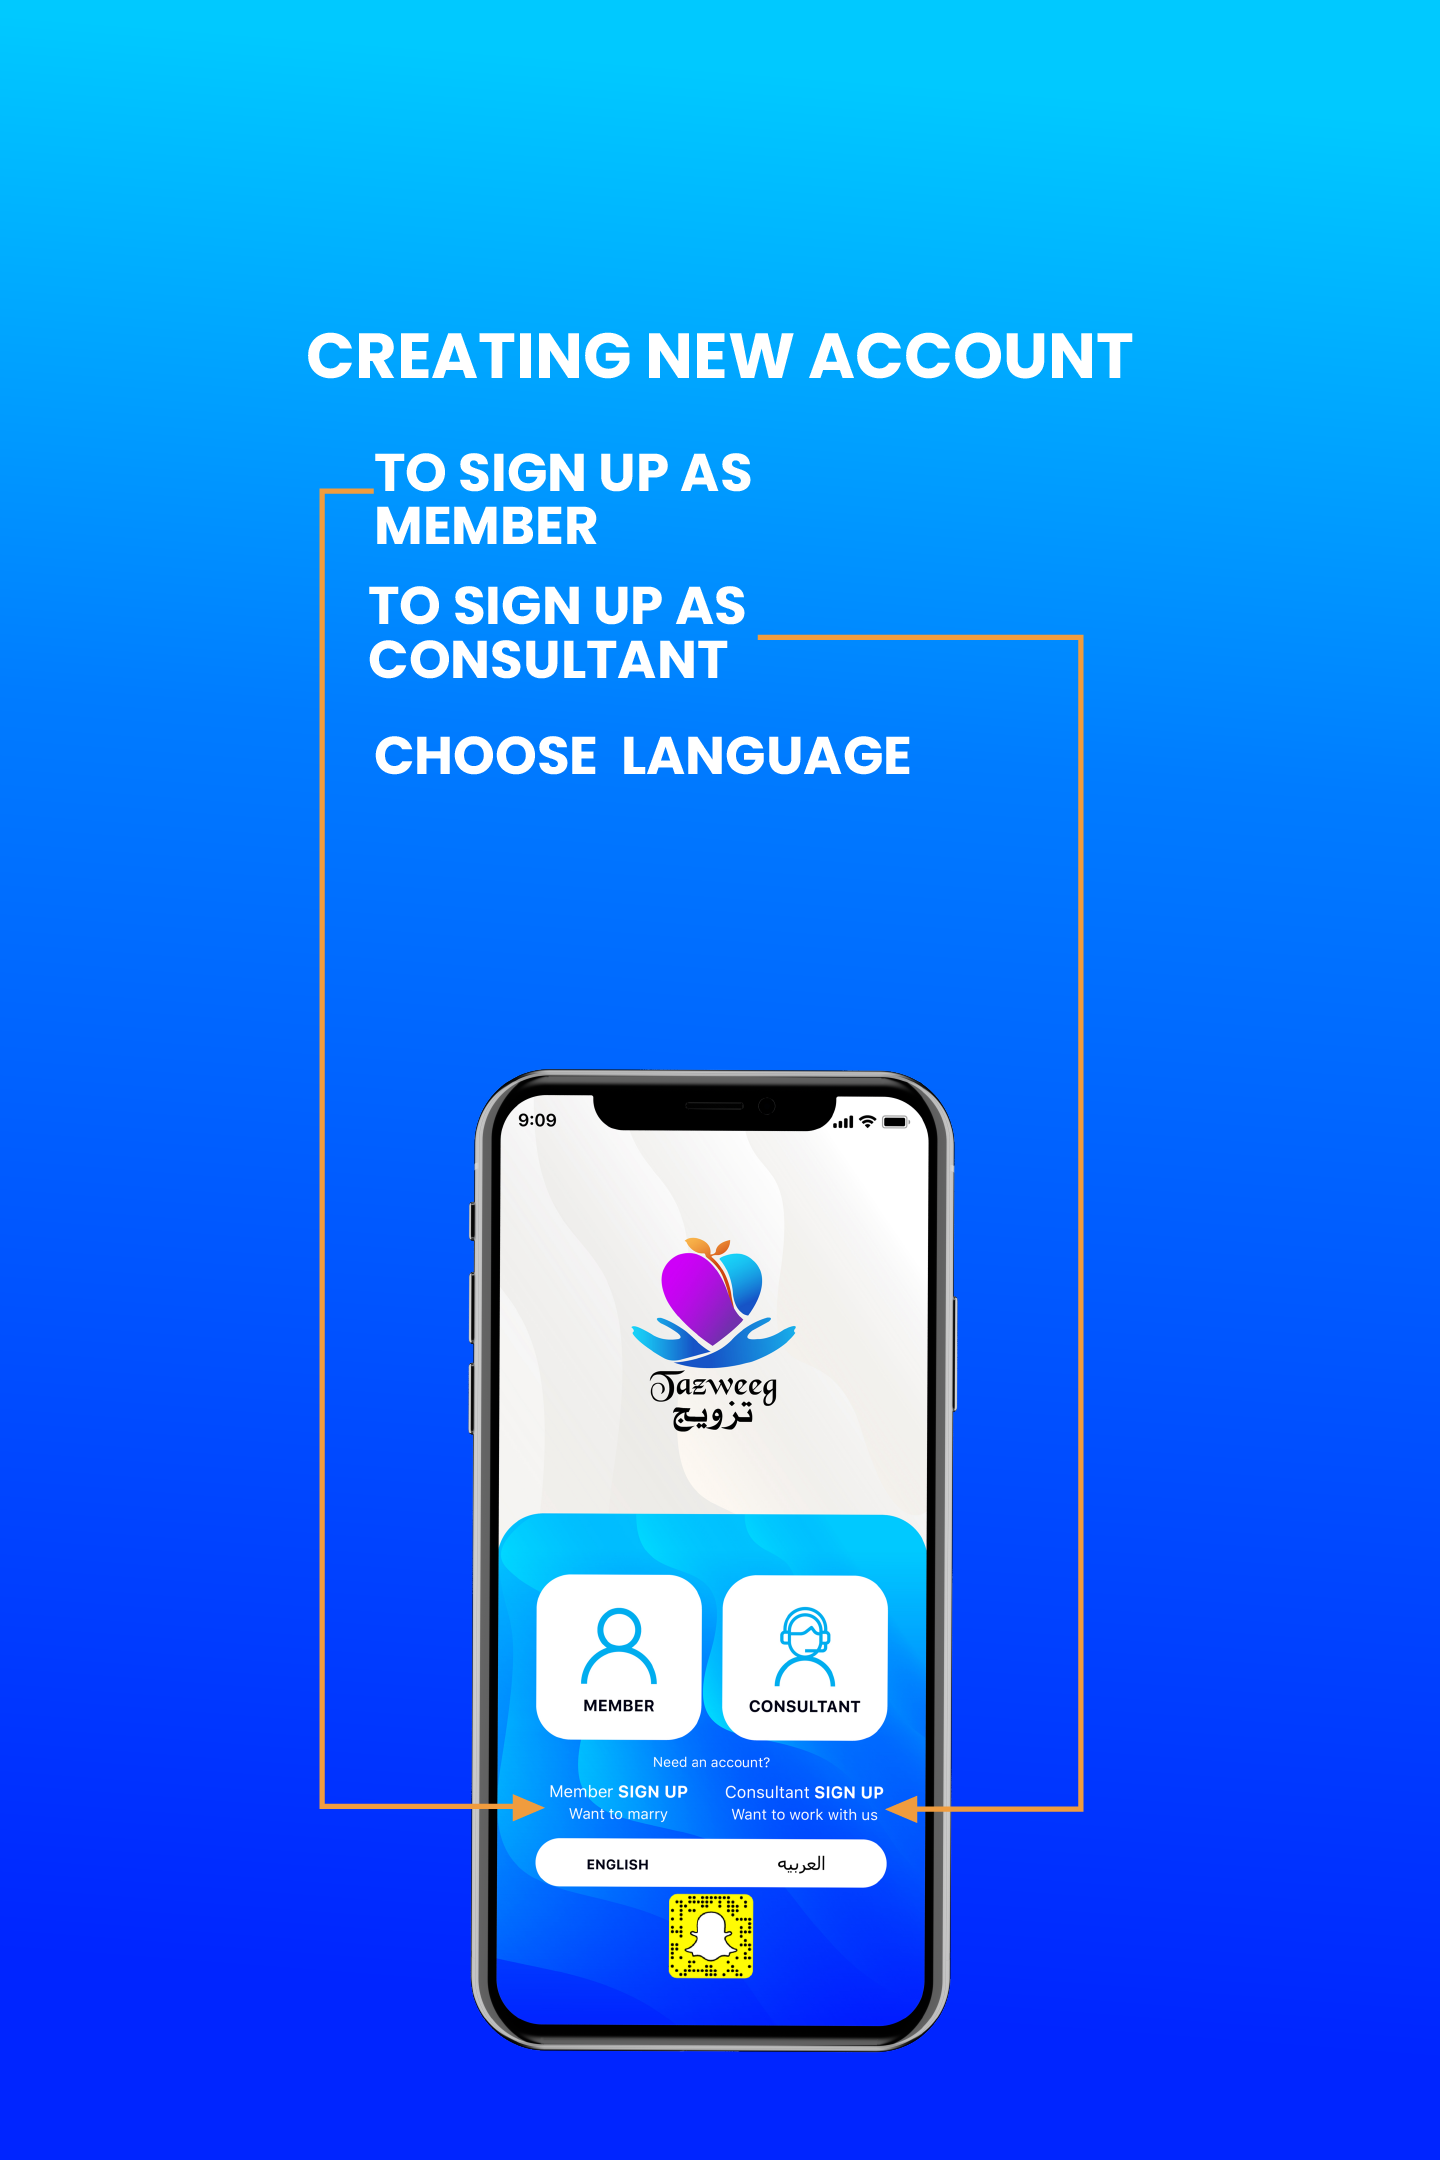 CREATING NEW ACCOUNT
TO SIGN UP AS
MEMBER
TO SIGN UP AS
CONSULTANT
CHOOSE LANGUAGE
9:09
Tazweeg
تزويج
MEMBER
CONSULTANT
Need an account?
Member SIGN UP
Consultant SIGN UP
Want to marry
Want to work with us
ENGLISH
العربيه